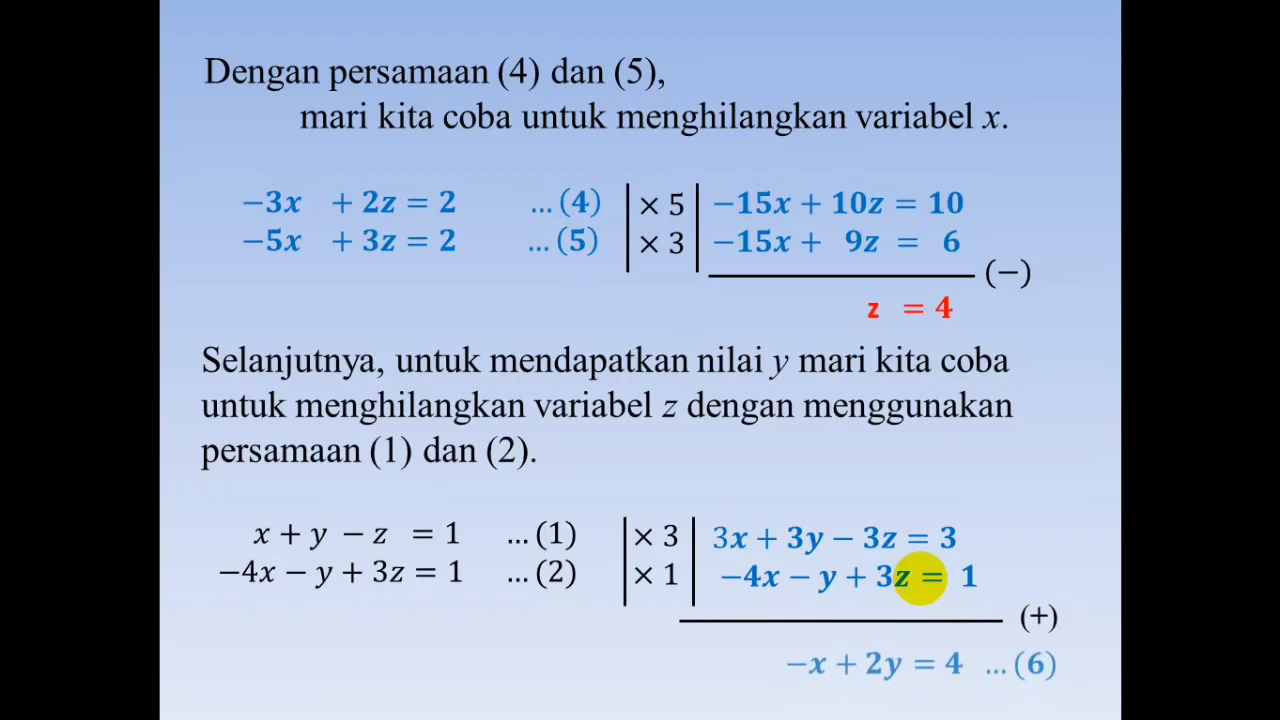 Dengan persamaan (4) dan (5),
mari kita coba untuk menghilangkan variabel x.
−3x + 2z = 2 ... (4) | × 5 | −15x + 10z = 10
−5x + 3z = 2 ... (5) | × 3 | −15x + 9z = 6
(−)
z = 4
Selanjutnya, untuk mendapatkan nilai y mari kita coba
untuk menghilangkan variabel z dengan menggunakan
persamaan (1) dan (2).
x + y − z = 1 ... (1) | × 3 | 3x + 3y − 3z = 3
−4x − y + 3z = 1 ... (2) | × 1 | −4x − y + 3z = 1
(+)
−x + 2y = 4 ... (6)